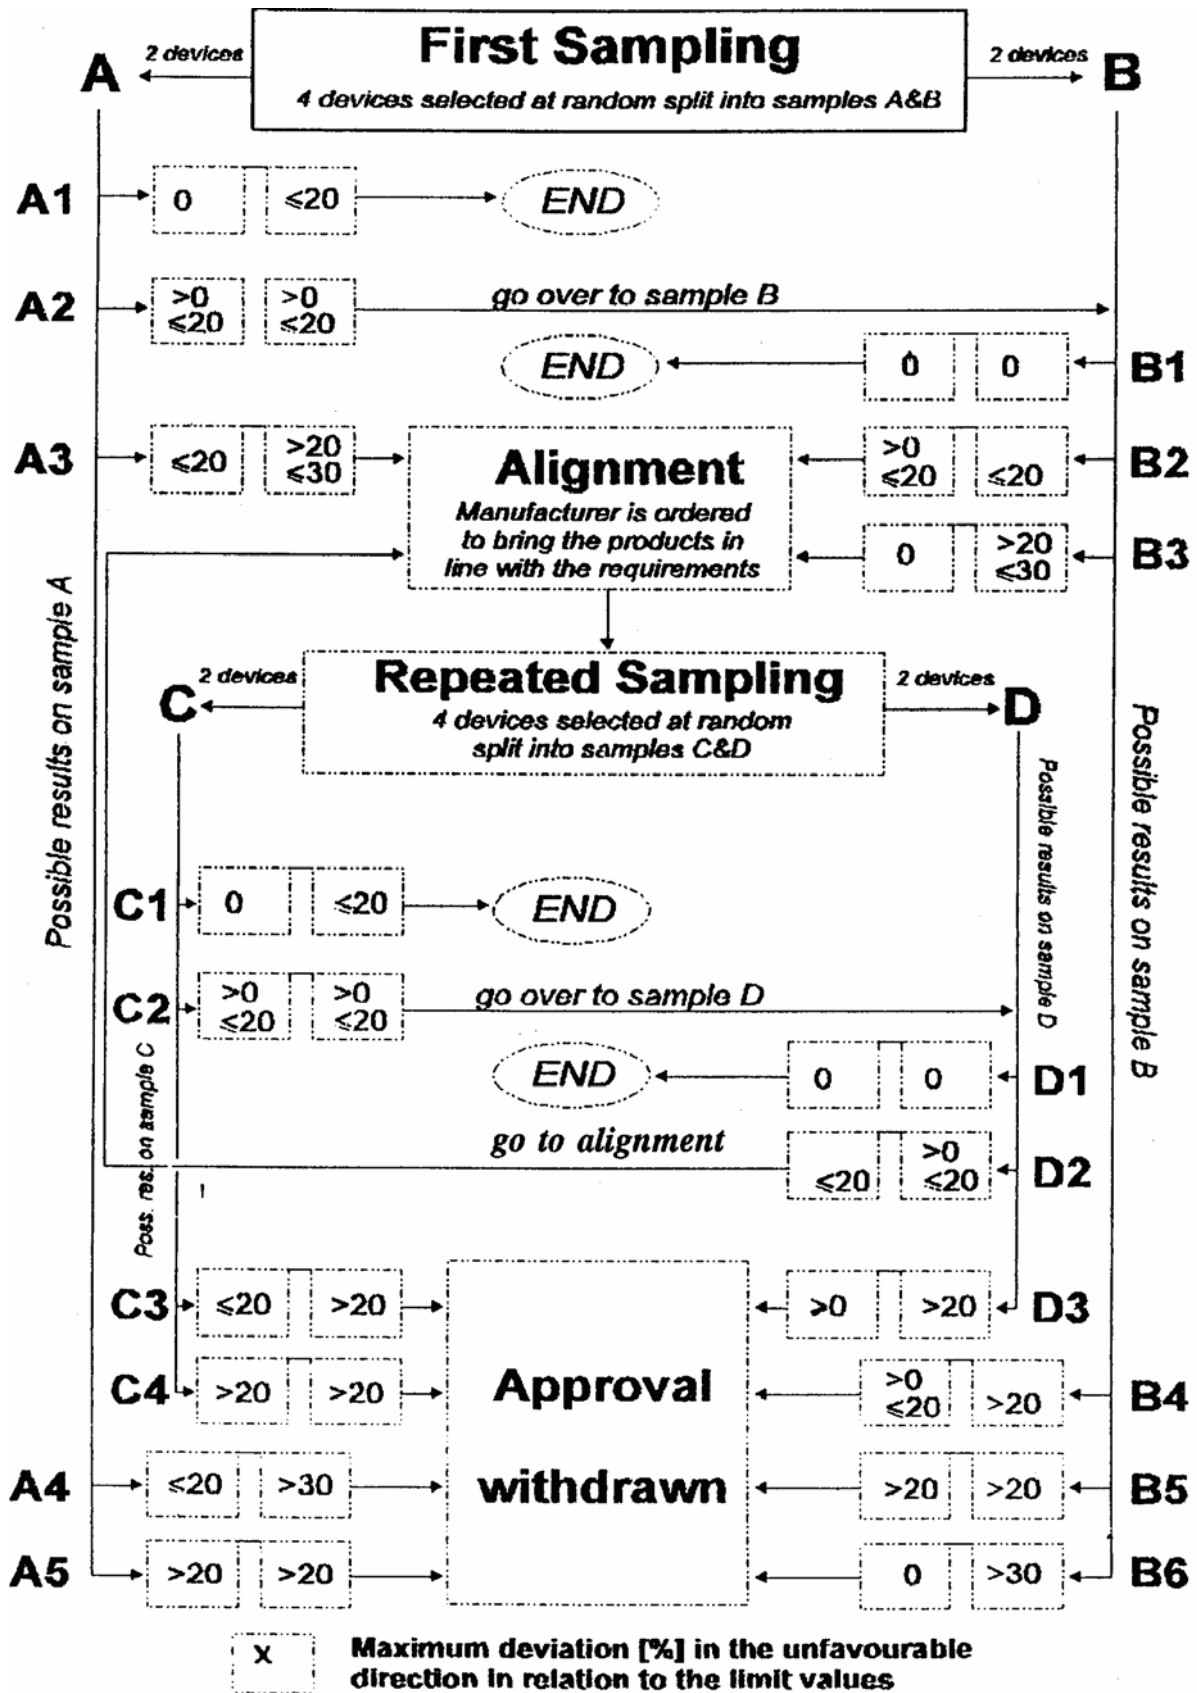 First Sampling
4 devices selected at random split into samples A&B
A
2 devices
2 devices
B
A1
0
≤20
END
A2
>0
≤20
>0
≤20
go over to sample B
END
0
0
B1
A3
≤20
>20
≤30
Alignment
Manufacturer is ordered
to bring the products in
line with the requirements
>0
≤20
≤20
B2
0
>20
≤30
B3
Possible results on sample A
C
2 devices
Repeated Sampling
4 devices selected at random
split into samples C&D
2 devices
D
Possible results on sample D
Possible results on sample B
C1
0
≤20
END
C2
>0
≤20
>0
≤20
go over to sample D
Poss. res. on sample C
END
0
0
D1
go to alignment
≤20
>0
≤20
D2
C3
≤20
>20
Approval
withdrawn
>0
>20
D3
C4
>20
>20
>0
≤20
>20
B4
A4
≤20
>30
>20
>20
B5
A5
>20
>20
0
>30
B6
X
Maximum deviation [%] in the unfavourable
direction in relation to the limit values